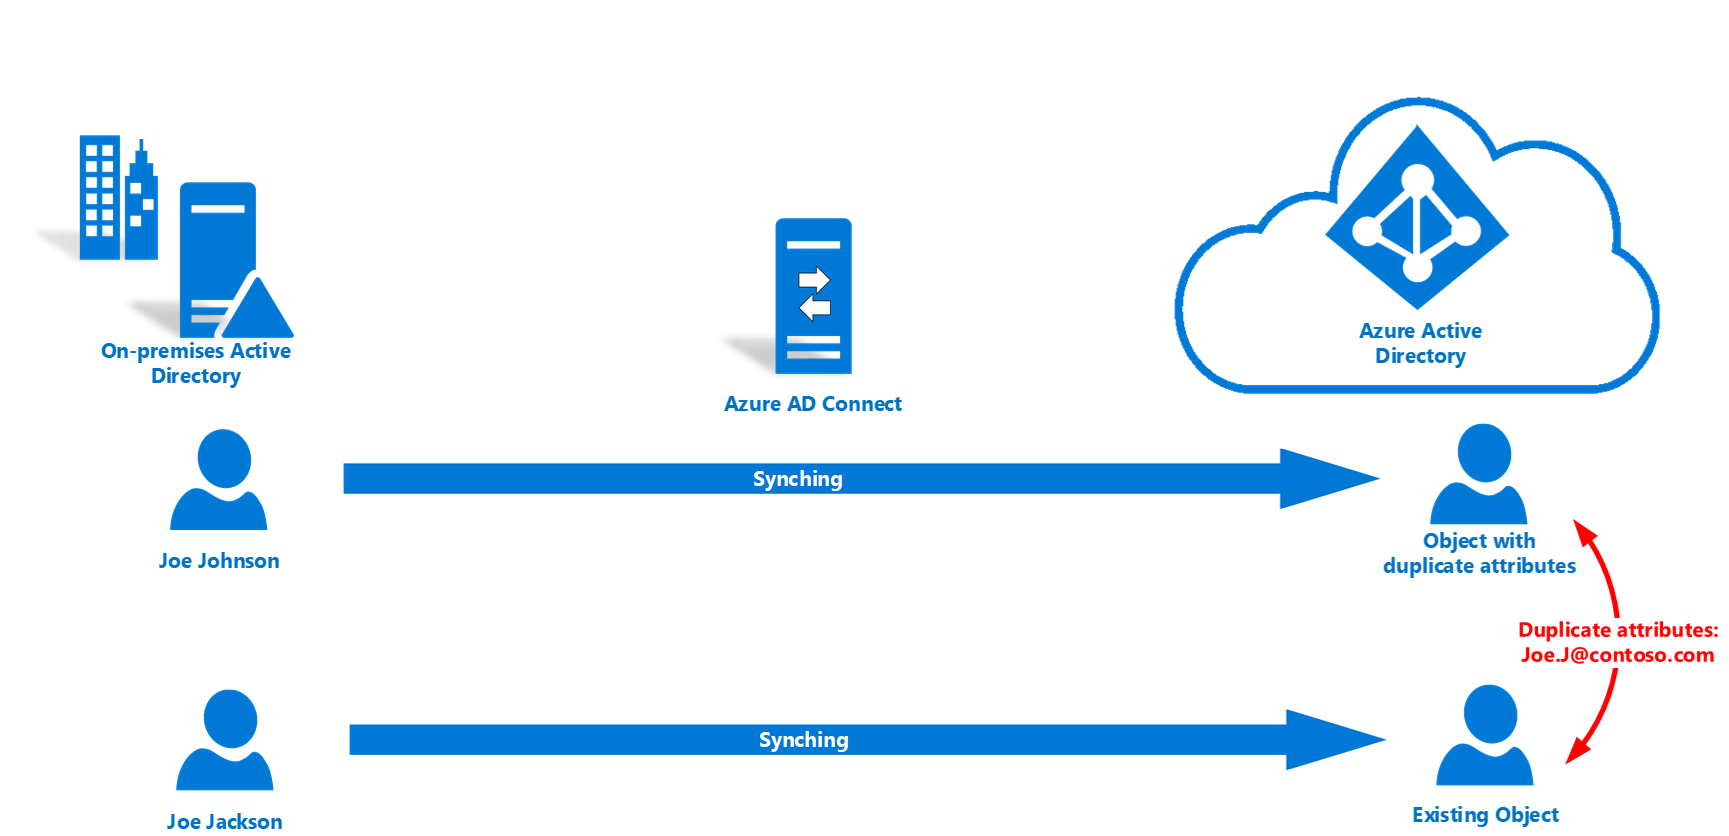 On-premises Active
Directory
Azure AD Connect
Azure Active
Directory
Synching
Joe Johnson
Object with
duplicate attributes
Duplicate attributes:
Joe.J@contoso.com
Synching
Joe Jackson
Existing Object